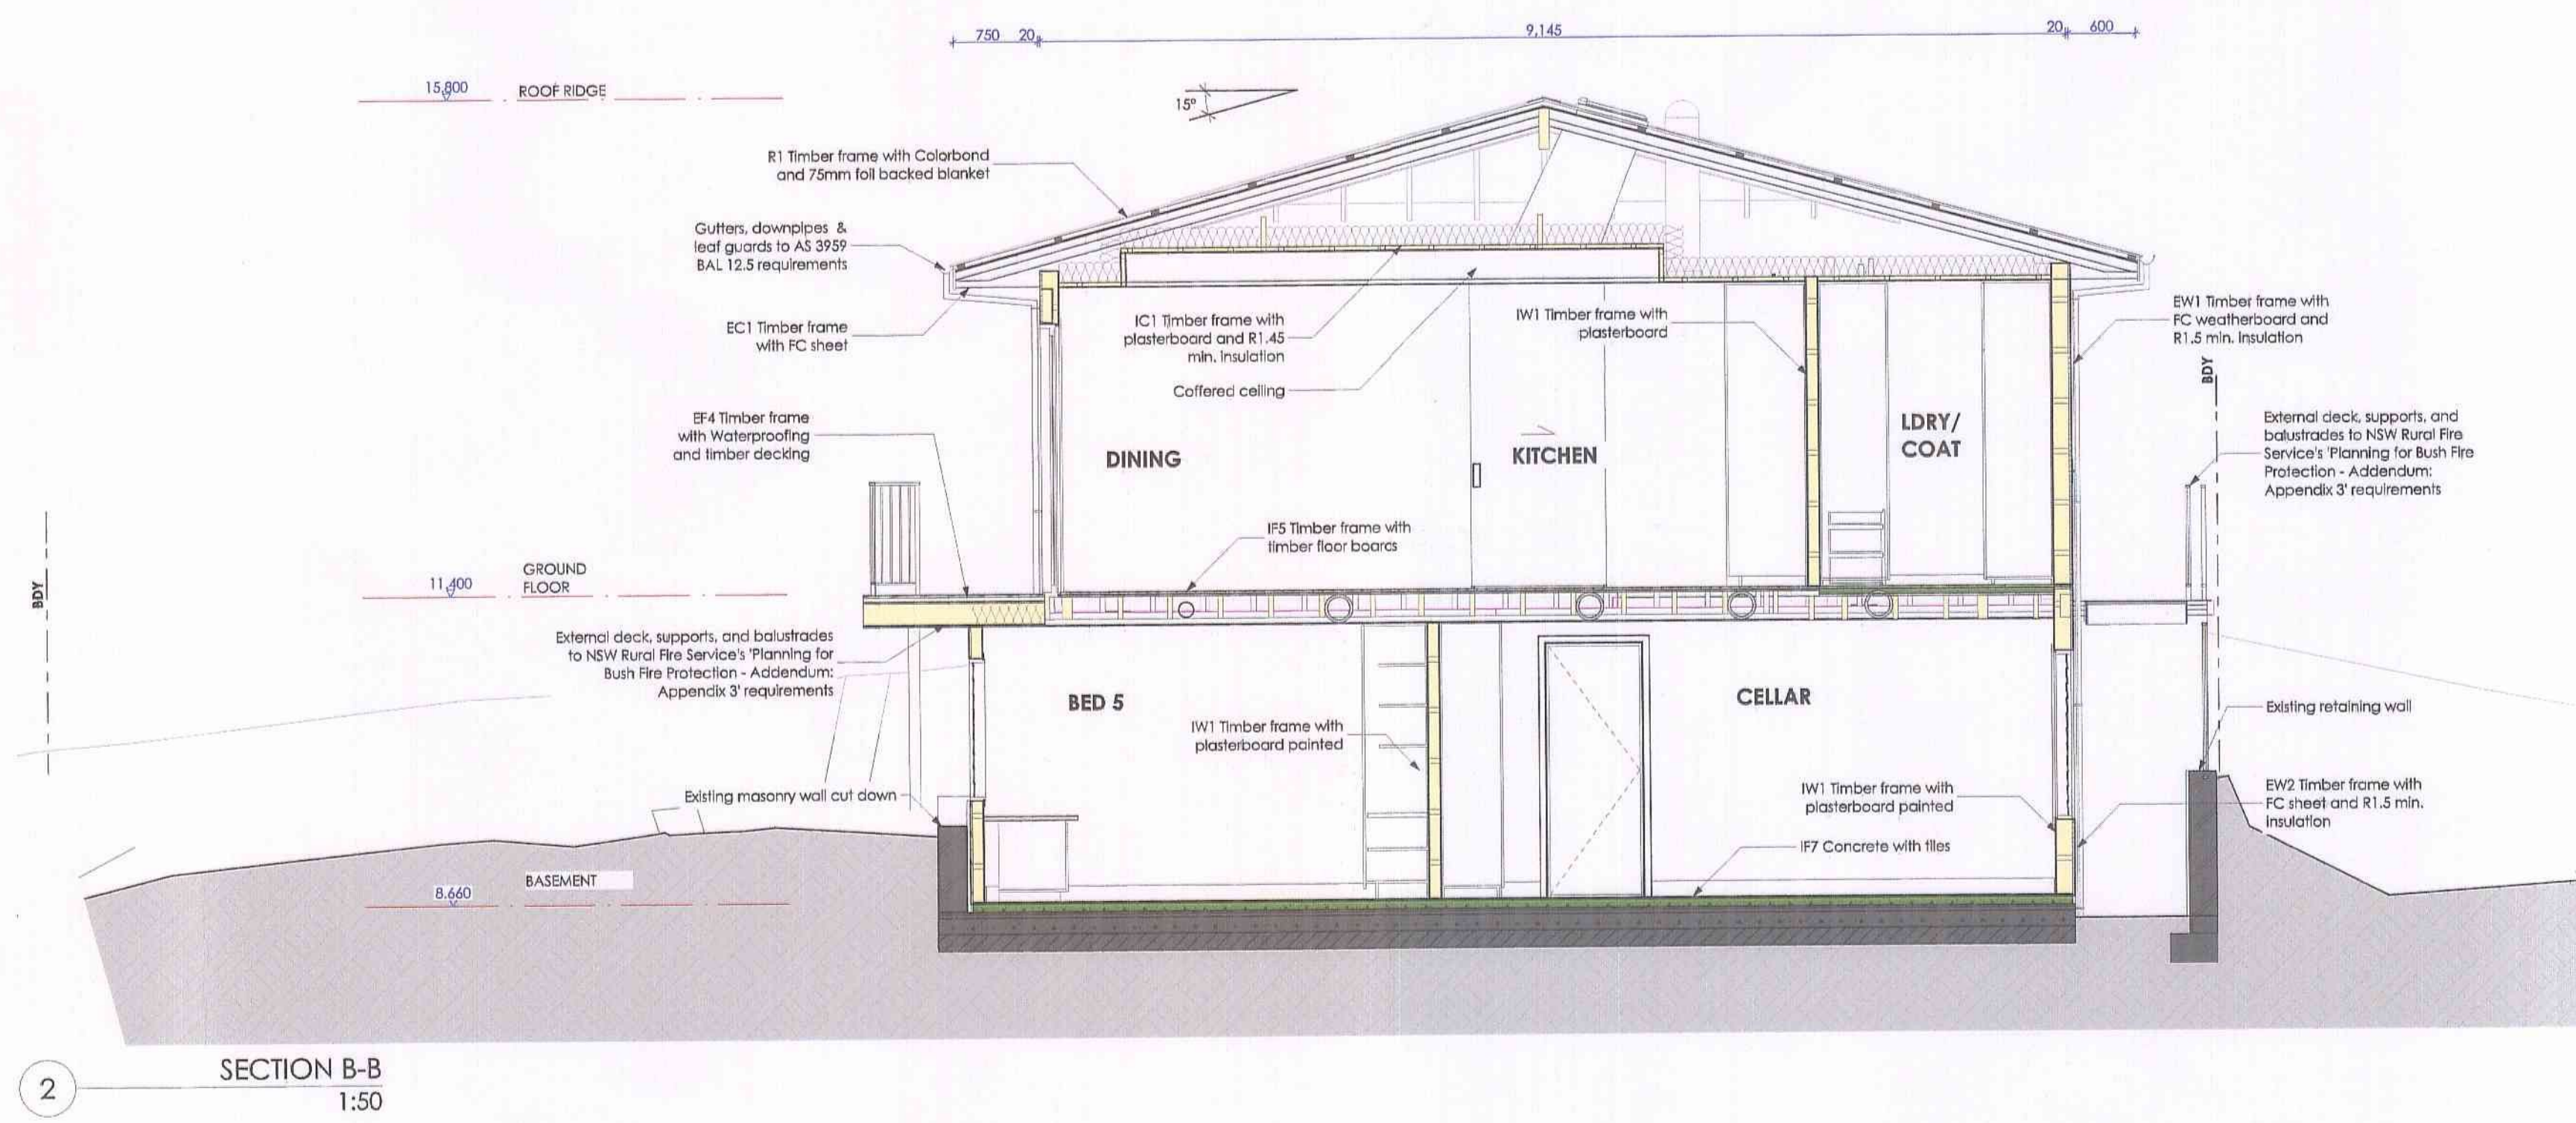 750 20 9,145 20 600
15,800 ROOF RIDGE
15°
R1 Timber frame with Colorbond
and 75mm foil backed blanket
Gutters, downpipes &
leaf guards to AS 3959
BAL 12.5 requirements
EC1 Timber frame
with FC sheet
IC1 Timber frame with
plasterboard and R1.45
min. insulation
Coffered ceiling
IW1 Timber frame with
plasterboard
EW1 Timber frame with
FC weatherboard and
R1.5 min. insulation
BDY
EF4 Timber frame
with Waterproofing
and timber decking
DINING
KITCHEN
LDRY/
COAT
External deck, supports, and
balustrades to NSW Rural Fire
Service's 'Planning for Bush Fire
Protection - Addendum:
Appendix 3' requirements
IF5 Timber frame with
timber floor boards
BDY
11,400
GROUND
FLOOR
External deck, supports, and balustrades
to NSW Rural Fire Service's 'Planning for
Bush Fire Protection - Addendum:
Appendix 3' requirements
BED 5
CELLAR
IW1 Timber frame with
plasterboard painted
Existing retaining wall
Existing masonry wall cut down
IW1 Timber frame with
plasterboard painted
EW2 Timber frame with
FC sheet and R1.5 min.
insulation
IF7 Concrete with tiles
8.660 BASEMENT
2
SECTION B-B
1:50